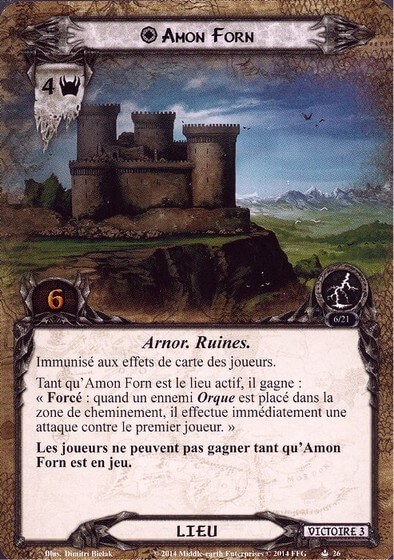 AMON FORN
4
6
6/21
Arnor. Ruines.
Immunisé aux effets de carte des joueurs.
Tant qu'Amon Forn est le lieu actif, il gagne :
« Forcé : quand un ennemi Orque est placé dans la
zone de cheminement, il effectue immédiatement une
attaque contre le premier joueur. »
Les joueurs ne peuvent pas gagner tant qu'Amon
Forn est en jeu.
LIEU
VICTOIRE 3
Illus. Dimitri Bielak
© 2014 Middle-earth Enterprises © 2014 FFG
26